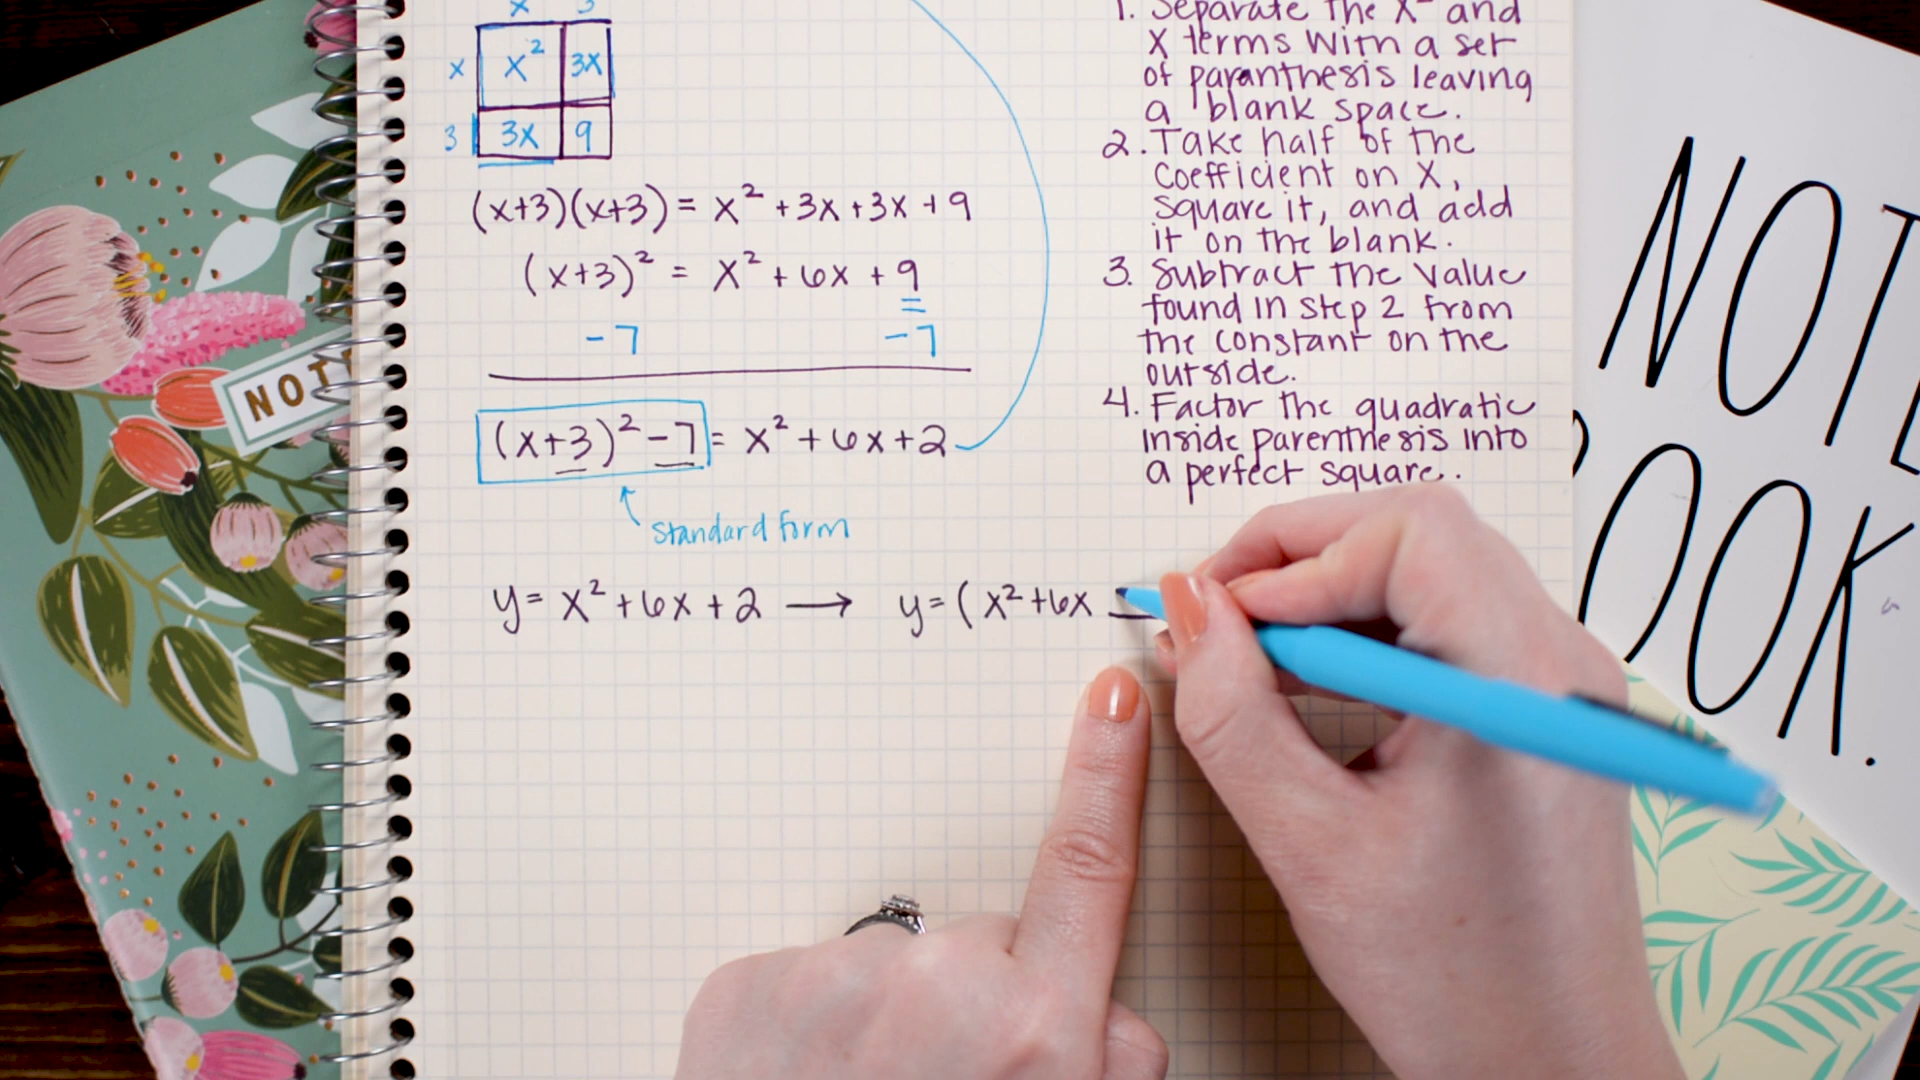 x 3
x x² 3x
3 3x 9
(x+3)(x+3) = x² + 3x + 3x + 9
(x+3)² = x² + 6x + 9
-7 -7
(x+3)² - 7 = x² + 6x + 2
standard form
y = x² + 6x + 2 → y = ( x² + 6x _
1. Separate the x² and
x terms with a set
of paranthesis leaving
a blank space.
2. Take half of the
coefficient on x,
square it, and add
it on the blank.
3. Subtract the value
found in step 2 from
the constant on the
outside.
4. Factor the quadratic
inside parenthesis into
a perfect square..
NOT